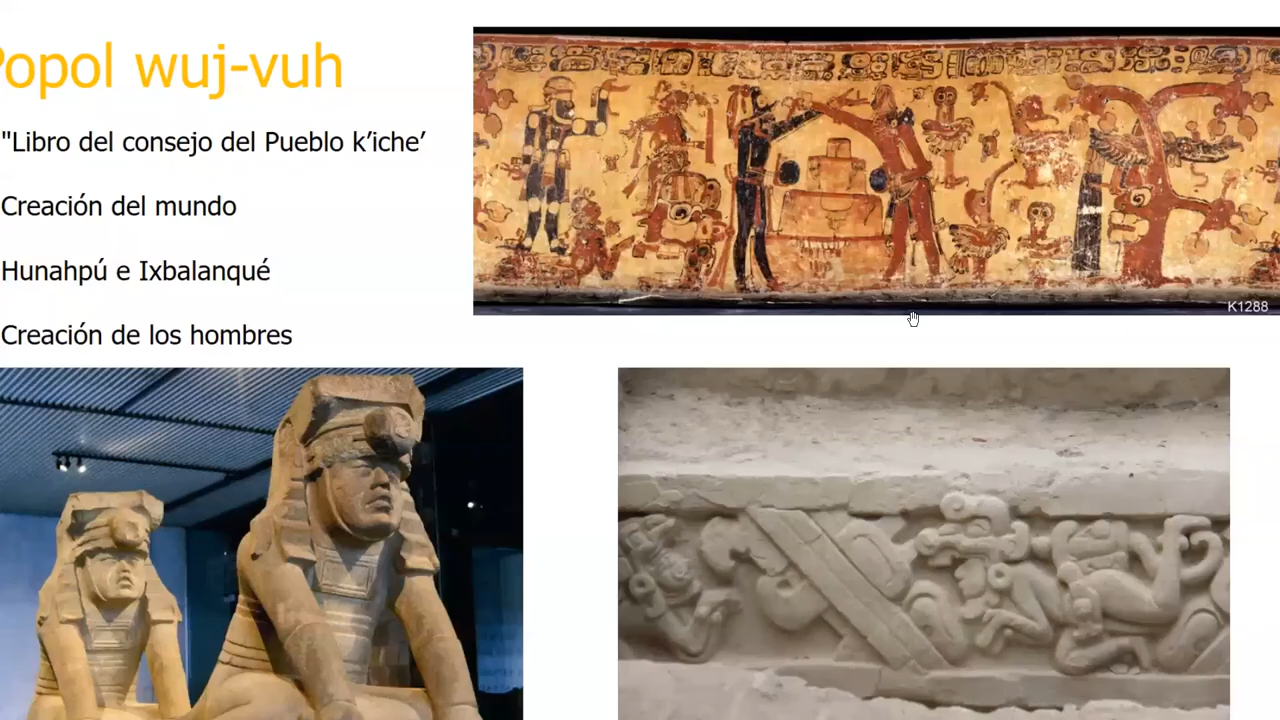 Popol wuj-vuh
"Libro del consejo del Pueblo k’iche’
Creación del mundo
Hunahpú e Ixbalanqué
Creación de los hombres
K1288